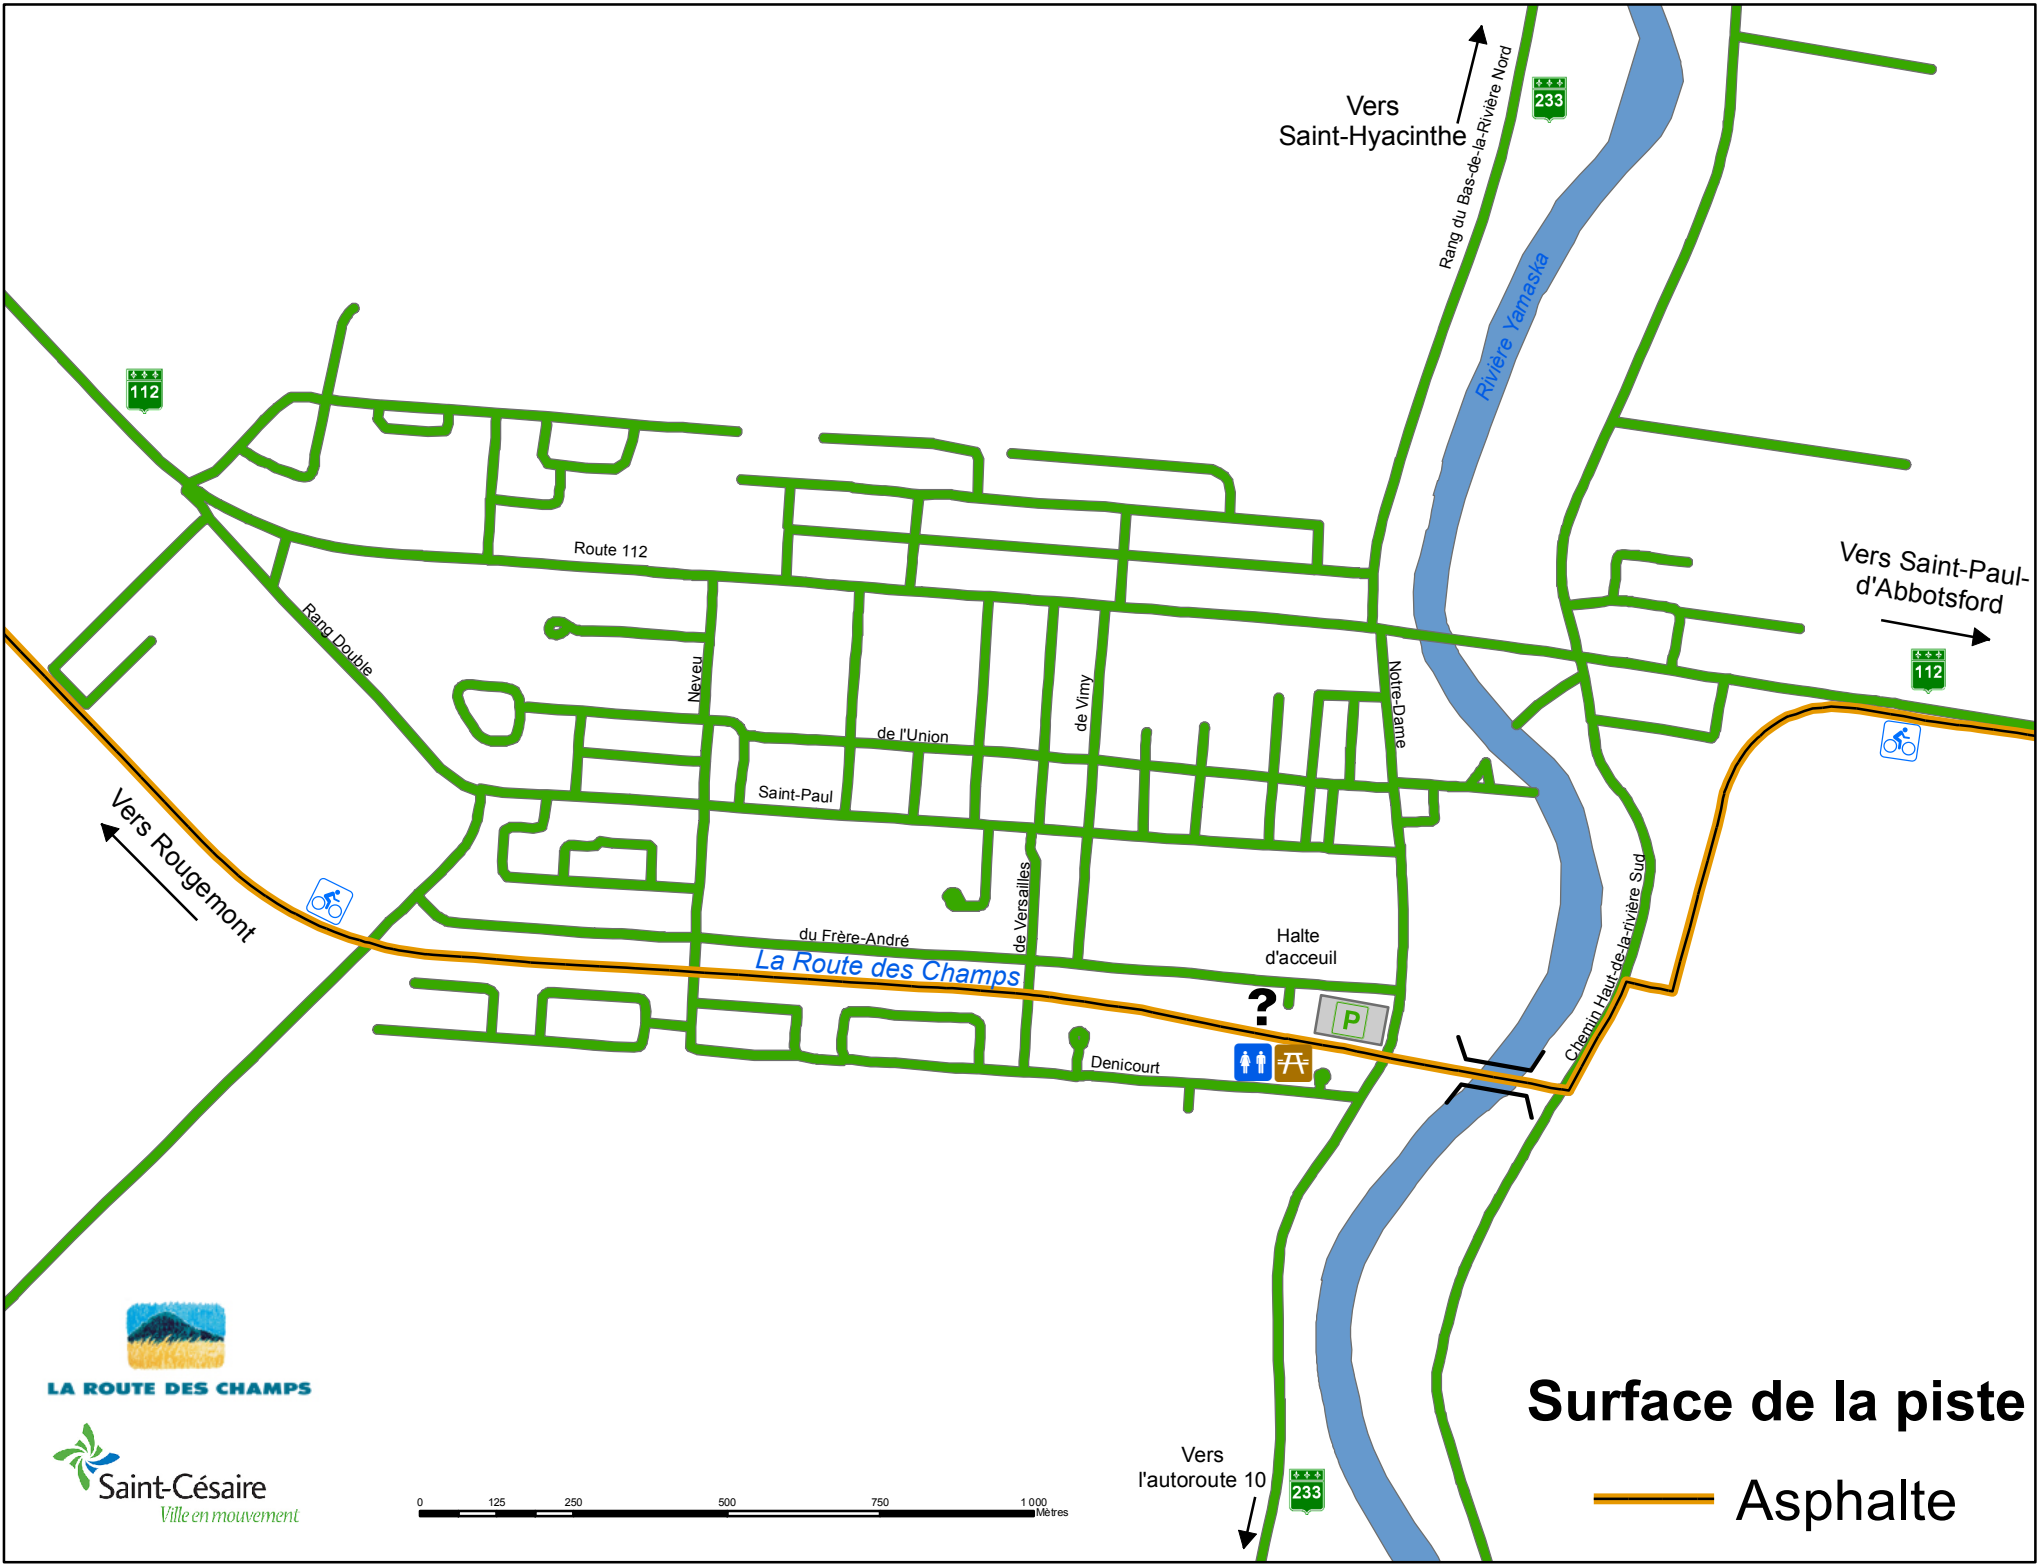 Vers
Saint-Hyacinthe
Rang du Bas-de-la-Rivière Nord
233
Rivière Yamaska
112
Route 112
Vers Saint-Paul-
d'Abbotsford
112
Rang Double
Neveu
de Vimy
Notre-Dame
de l'Union
Saint-Paul
Vers Rougemont
de Versailles
du Frère-André
La Route des Champs
Halte
d'acceuil
?
P
Chemin Haut-de-la-rivière Sud
Denicourt
LA ROUTE DES CHAMPS
Saint-Césaire
Ville en mouvement
0 125 250 500 750 1 000
Mètres
Vers
l'autoroute 10
233
Surface de la piste
Asphalte